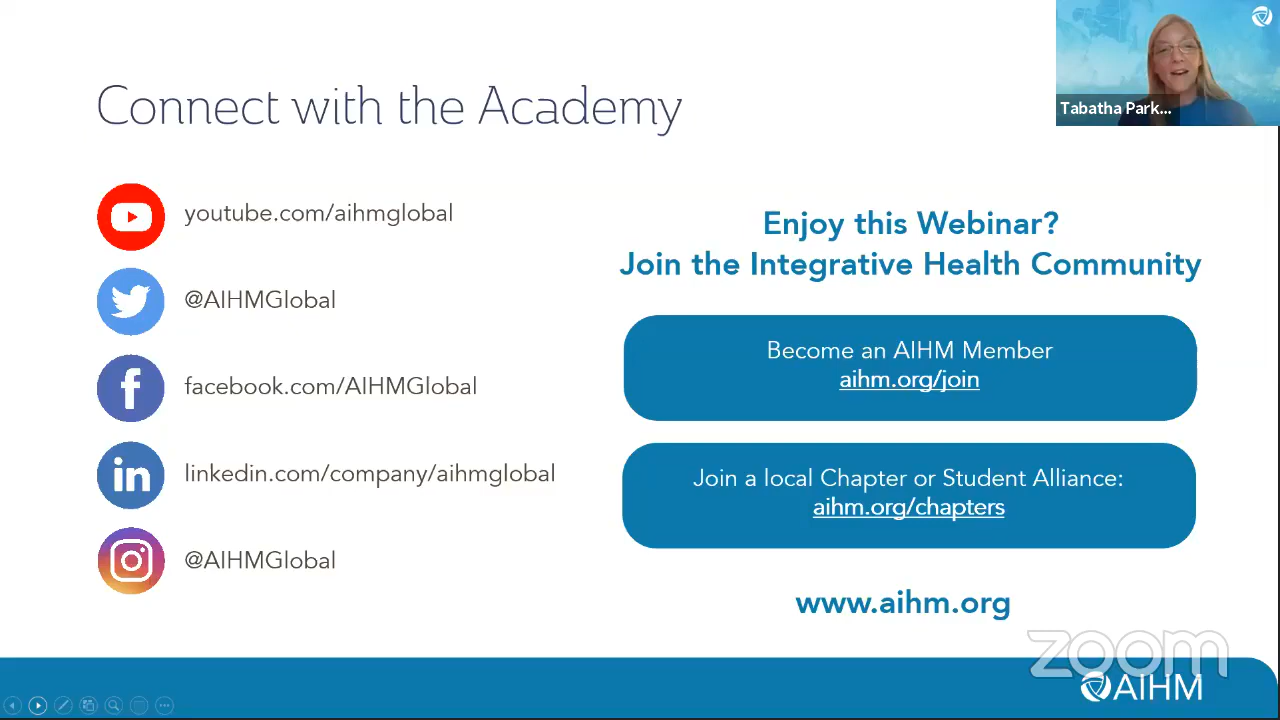 Connect with the Academy
Tabatha Park...
youtube.com/aihmglobal
@AIHMGlobal
facebook.com/AIHMGlobal
linkedin.com/company/aihmglobal
@AIHMGlobal
Enjoy this Webinar?
Join the Integrative Health Community
Become an AIHM Member
aihm.org/join
Join a local Chapter or Student Alliance:
aihm.org/chapters
www.aihm.org
zoom
AIHM